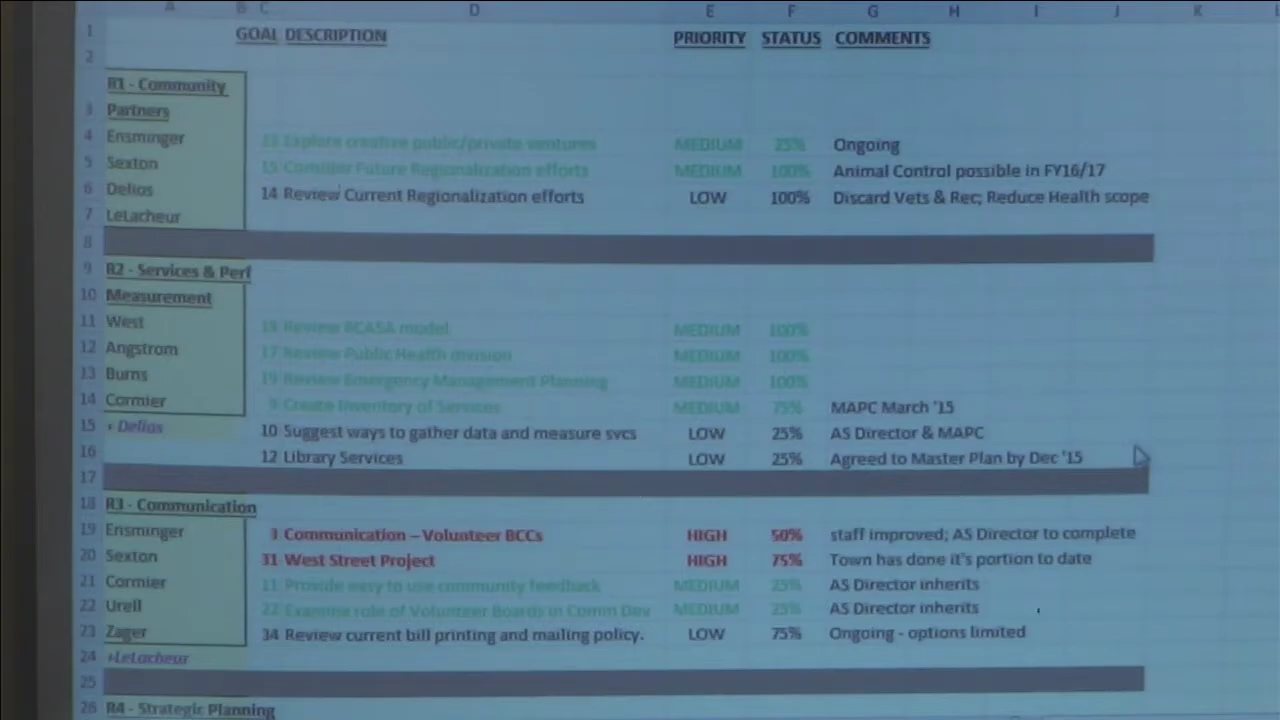 A B C D E F G H I J K
1 GOAL DESCRIPTION PRIORITY STATUS COMMENTS
2
R1 - Community
3 Partners
4 Ensminger 13 Explore creative public/private ventures MEDIUM 25% Ongoing
5 Sexton 15 Consider Future Regionalization efforts MEDIUM 100% Animal Control possible in FY16/17
6 Delios 14 Review Current Regionalization efforts LOW 100% Discard Vets & Rec; Reduce Health scope
7 LeLacheur
8
9 R2 - Services & Perf
10 Measurement
11 West 18 Review RCASA model MEDIUM 100%
12 Angstrom 17 Review Public Health division MEDIUM 100%
13 Burns 19 Review Emergency Management Planning MEDIUM 100%
14 Cormier 9 Create Inventory of Services MEDIUM 75% MAPC March '15
15 + Delios 10 Suggest ways to gather data and measure svcs LOW 25% AS Director & MAPC
16 12 Library Services LOW 25% Agreed to Master Plan by Dec '15
17
18 R3 - Communication
19 Ensminger 3 Communication – Volunteer BCCs HIGH 50% staff improved; AS Director to complete
20 Sexton 31 West Street Project HIGH 75% Town has done it's portion to date
21 Cormier 11 Provide easy to use community feedback MEDIUM 25% AS Director inherits
22 Urell 22 Examine role of Volunteer Boards in Comm Dev MEDIUM 25% AS Director inherits
23 Zager 34 Review current bill printing and mailing policy. LOW 75% Ongoing - options limited
24 +LeLacheur
25
26 R4 - Strategic Planning